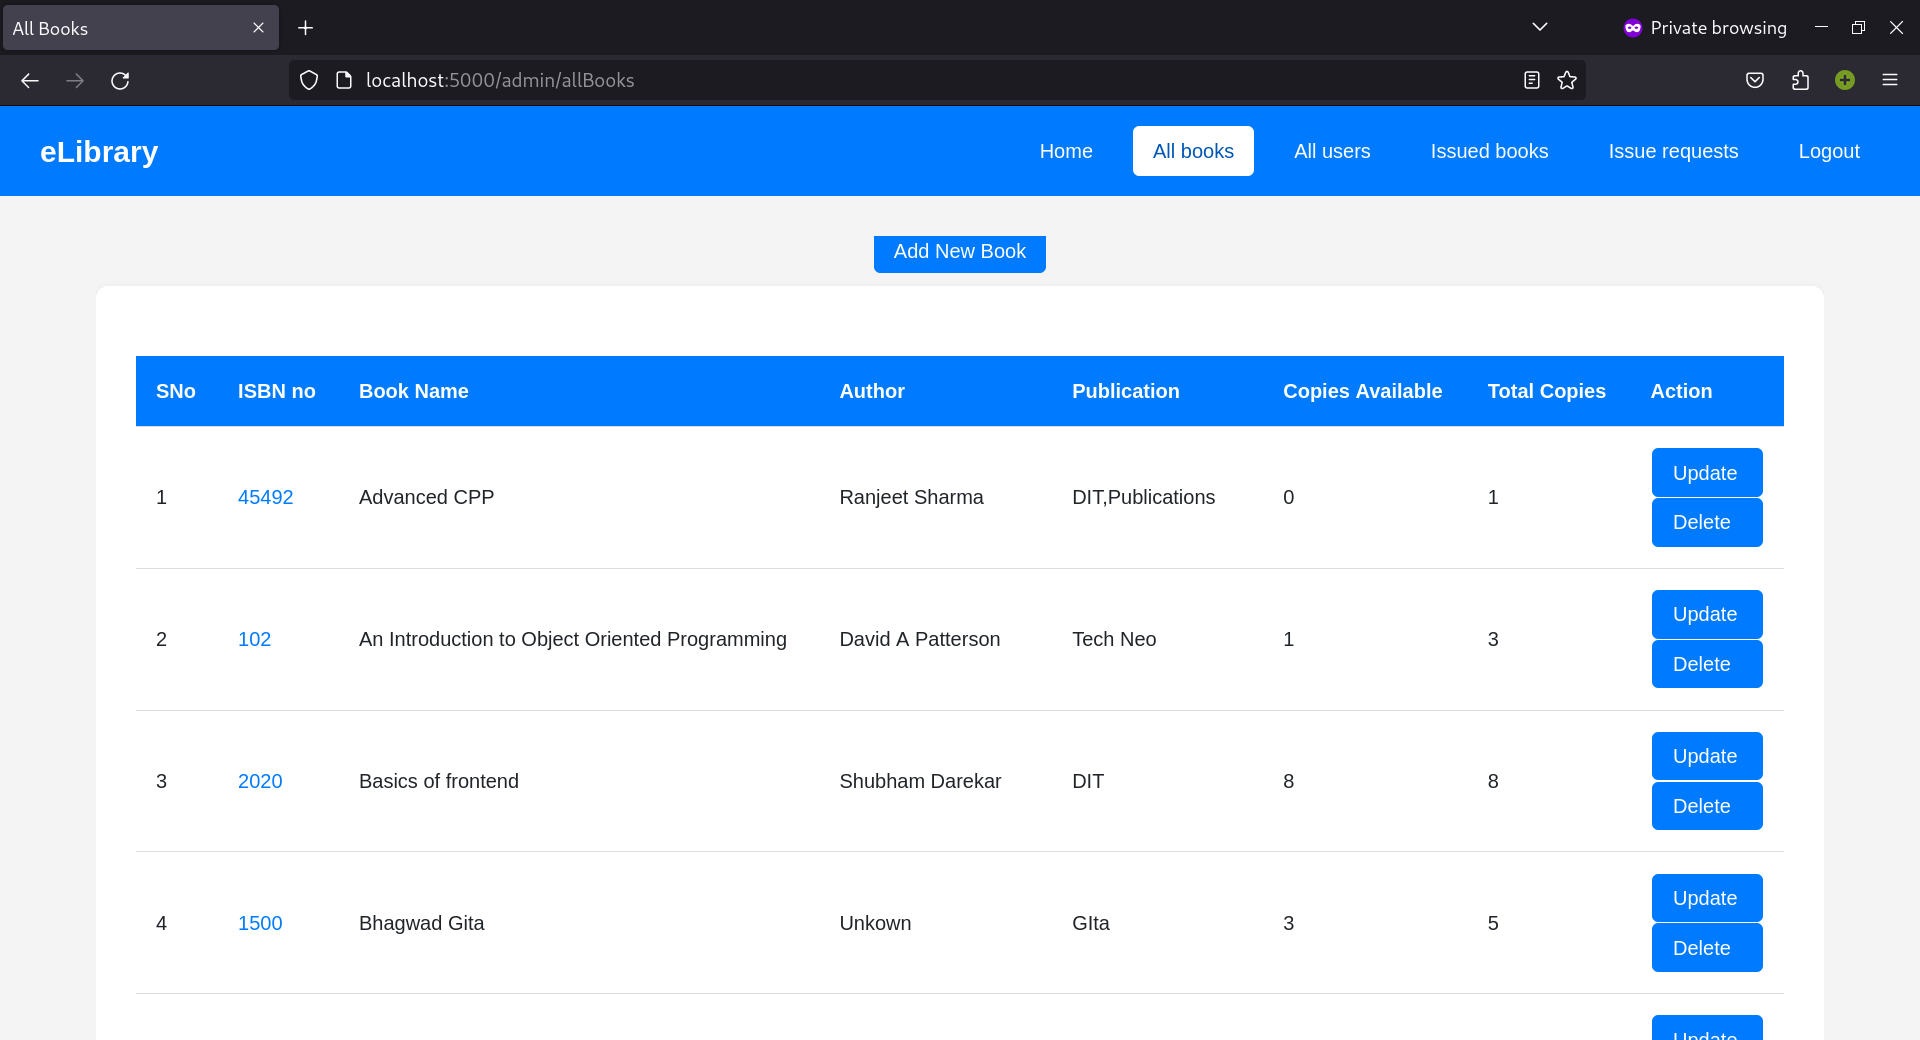 All Books
Private browsing
localhost:5000/admin/allBooks
eLibrary Home All books All users Issued books Issue requests Logout
Add New Book
SNo ISBN no Book Name Author Publication Copies Available Total Copies Action
1 45492 Advanced CPP Ranjeet Sharma DIT,Publications 0 1 Update
Delete
2 102 An Introduction to Object Oriented Programming David A Patterson Tech Neo 1 3 Update
Delete
3 2020 Basics of frontend Shubham Darekar DIT 8 8 Update
Delete
4 1500 Bhagwad Gita Unkown GIta 3 5 Update
Delete
Update